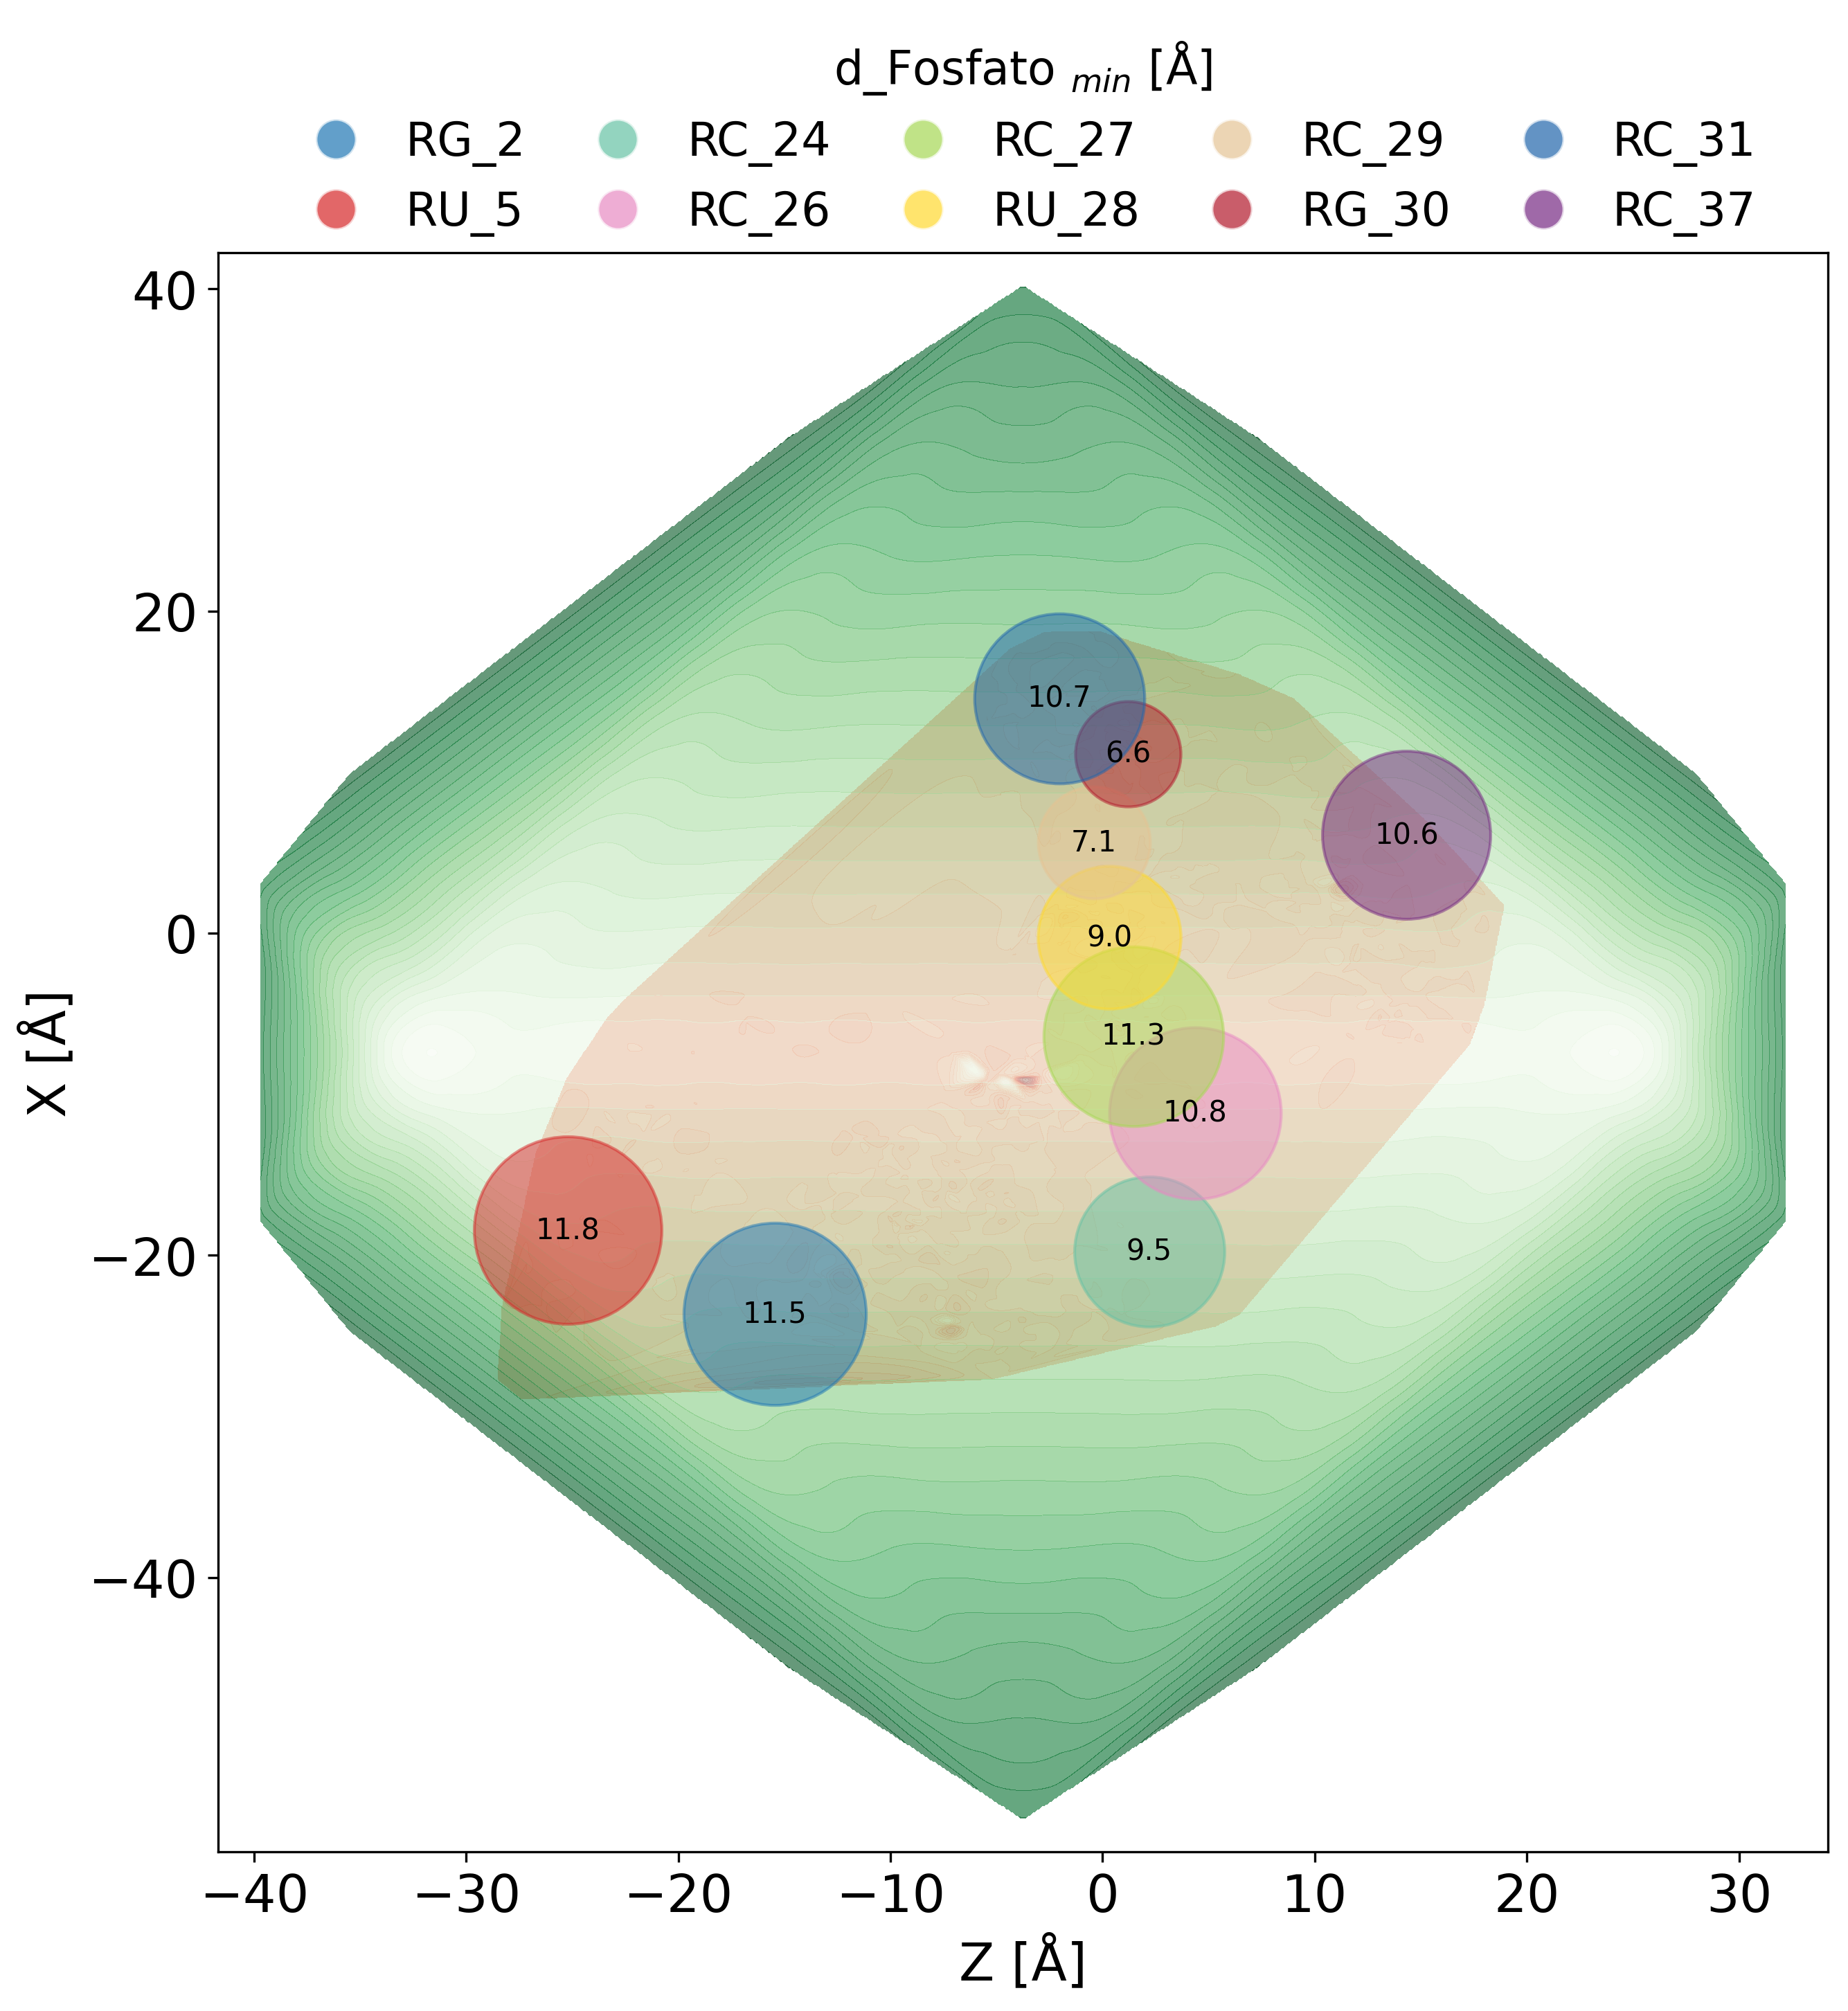 d_Fosfato min [Å]
RG_2 RC_24 RC_27 RC_29 RC_31
RU_5 RC_26 RU_28 RG_30 RC_37
40
20
0
−20
−40
X [Å]
10.7
6.6
7.1
10.6
9.0
11.3
10.8
11.8
9.5
11.5
−40 −30 −20 −10 0 10 20 30
Z [Å]